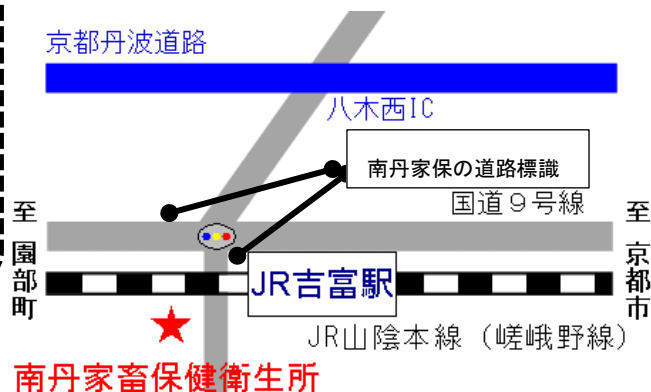 京都丹波道路
八木西IC
南丹家保の道路標識
国道9号線
至園部町
至京都市
JR吉富駅
JR山陰本線（嵯峨野線）
南丹家畜保健衛生所